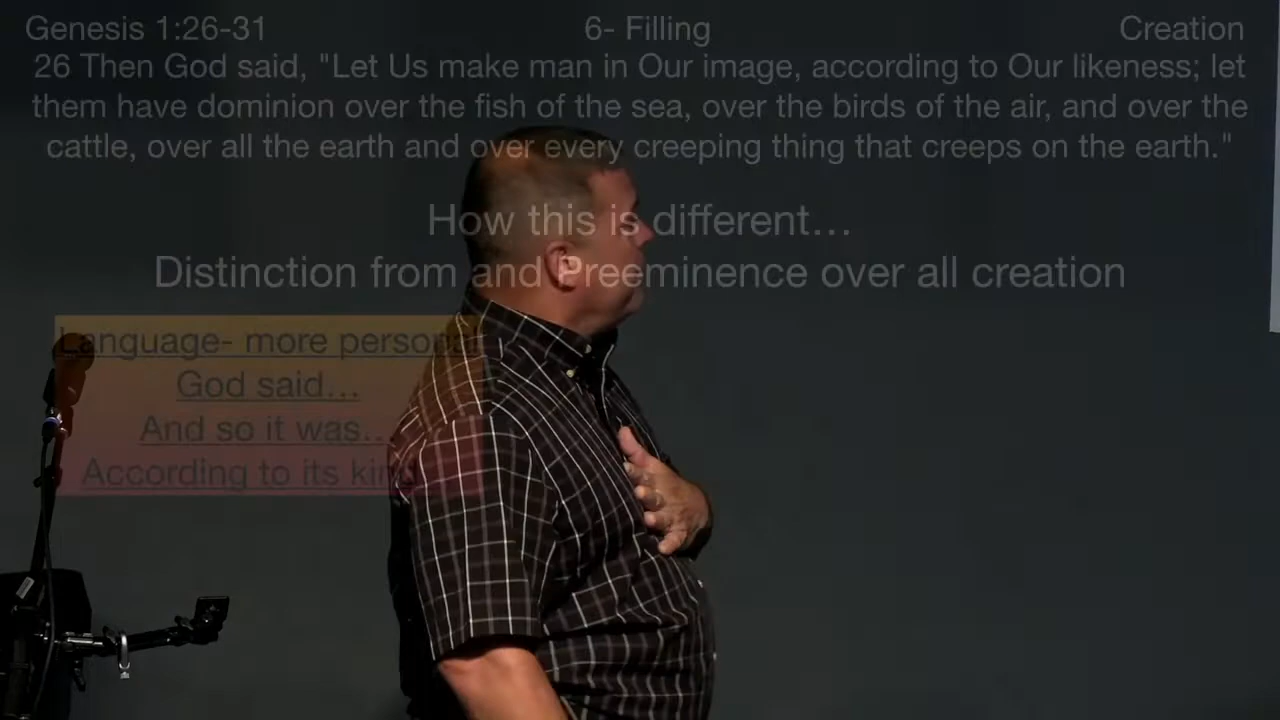 Genesis 1:26-31 6- Filling Creation
26 Then God said, "Let Us make man in Our image, according to Our likeness; let
them have dominion over the fish of the sea, over the birds of the air, and over the
cattle, over all the earth and over every creeping thing that creeps on the earth."
How this is different...
Distinction from and Preeminence over all creation
Language- more personal
God said...
And so it was...
According to its kind